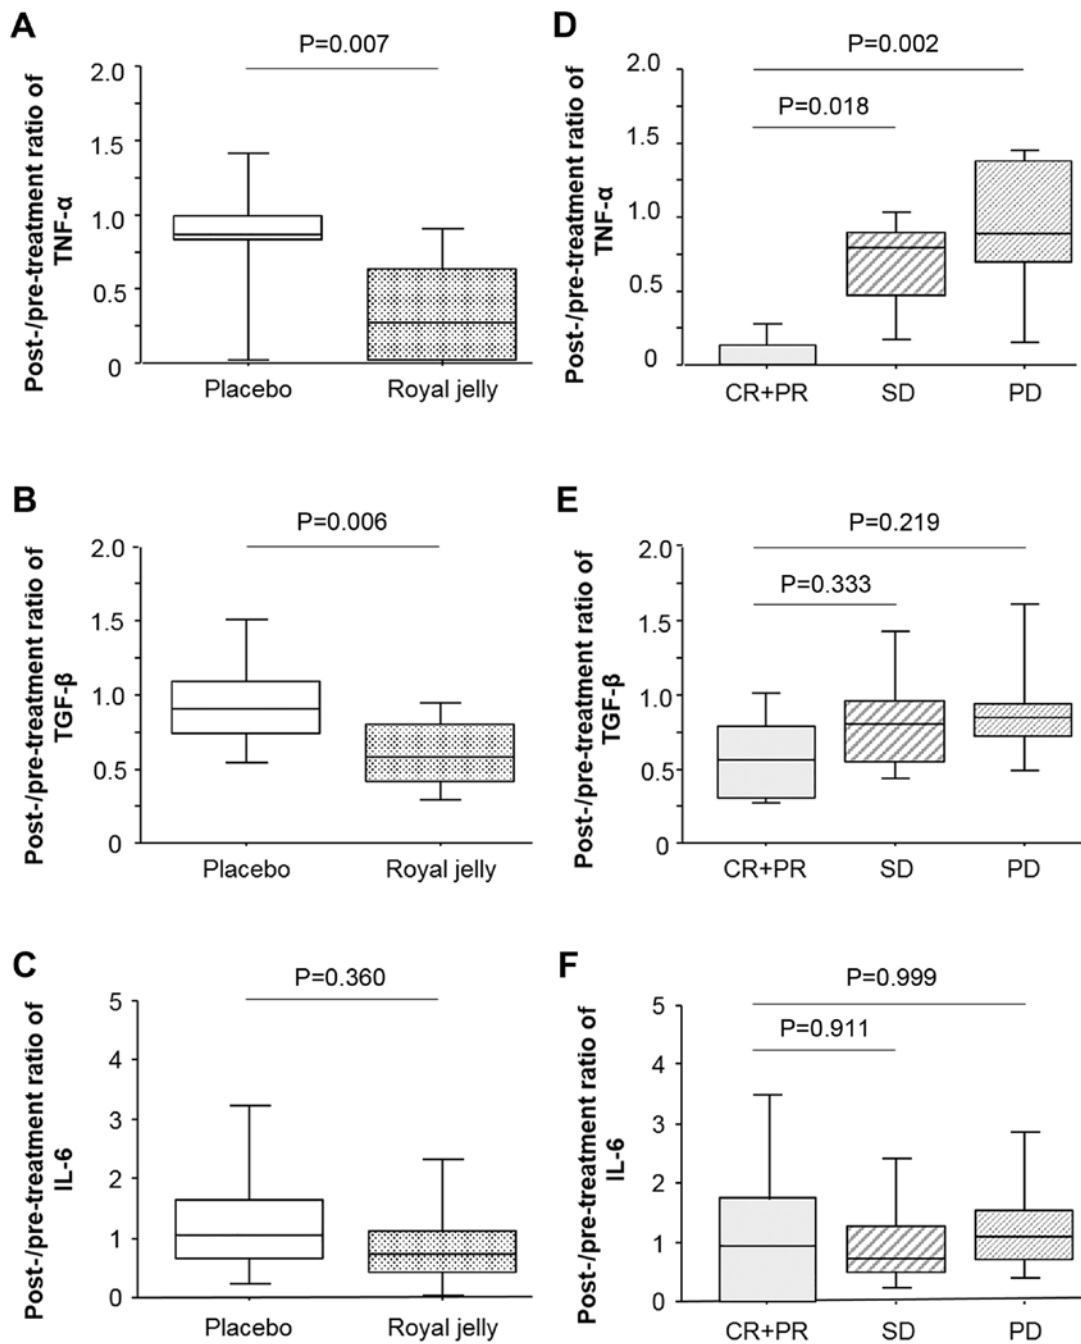 A
P=0.007
Post-/pre-treatment ratio of
TNF-α
2.0
1.5
1.0
0.5
0
Placebo Royal jelly
D
P=0.002
P=0.018
Post-/pre-treatment ratio of
TNF-α
2.0
1.5
1.0
0.5
0
CR+PR SD PD
B
P=0.006
Post-/pre-treatment ratio of
TGF-β
2.0
1.5
1.0
0.5
0
Placebo Royal jelly
E
P=0.219
P=0.333
Post-/pre-treatment ratio of
TGF-β
2.0
1.5
1.0
0.5
0
CR+PR SD PD
C
P=0.360
Post-/pre-treatment ratio of
IL-6
5
4
3
2
1
0
Placebo Royal jelly
F
P=0.999
P=0.911
Post-/pre-treatment ratio of
IL-6
5
4
3
2
1
0
CR+PR SD PD